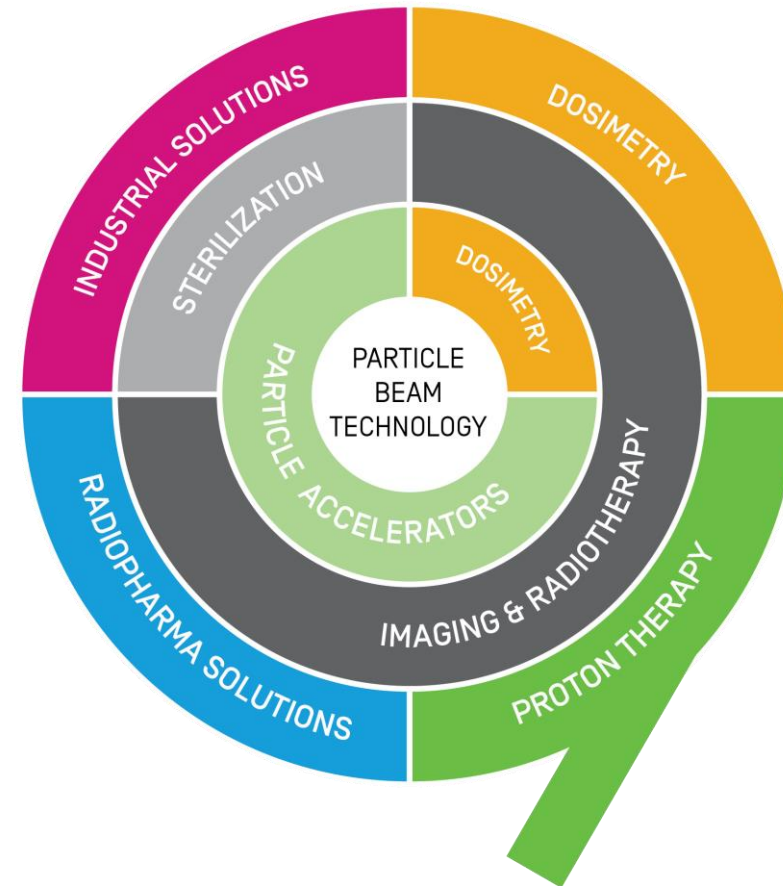 INDUSTRIAL SOLUTIONS
DOSIMETRY
STERILIZATION
DOSIMETRY
PARTICLE
BEAM
TECHNOLOGY
PARTICLE ACCELERATORS
IMAGING & RADIOTHERAPY
RADIOPHARMA SOLUTIONS
PROTON THERAPY